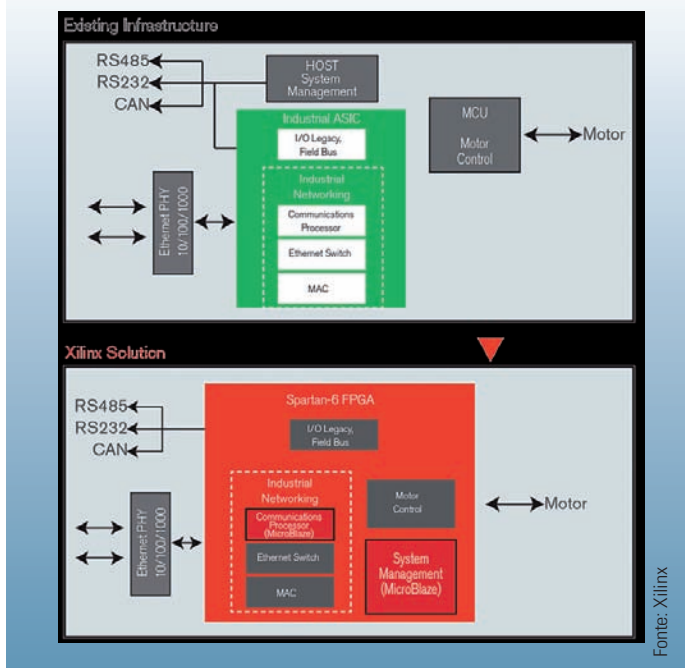 Existing Infrastructure
RS485
RS232
CAN
HOST
System
Management
Industrial ASIC
I/O Legacy,
Field Bus
Industrial
Networking
Communications
Processor
Ethernet Switch
MAC
Ethernet PHY
10/100/1000
MCU
Motor
Control
Motor
Xilinx Solution
RS485
RS232
CAN
Spartan-6 FPGA
I/O Legacy,
Field Bus
Industrial
Networking
Communications
Processor
(MicroBlaze)
Ethernet Switch
MAC
Ethernet PHY
10/100/1000
Motor
Control
System
Management
(MicroBlaze)
Motor
Fonte: Xilinx